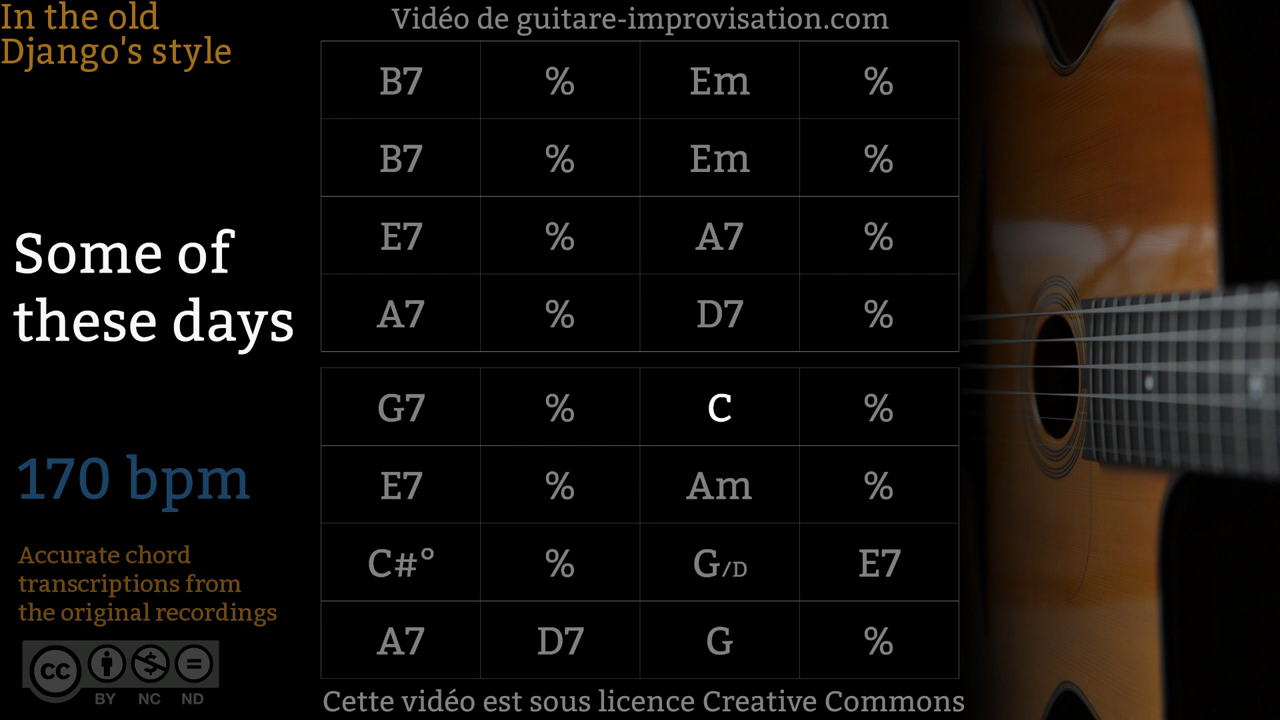 In the old
Django's style
Vidéo de guitare-improvisation.com
B7 % Em %
B7 % Em %
E7 % A7 %
A7 % D7 %
Some of
these days
G7 % C %
E7 % Am %
C#° % G/D E7
A7 D7 G %
170 bpm
Accurate chord
transcriptions from
the original recordings
cc
BY NC ND
Cette vidéo est sous licence Creative Commons